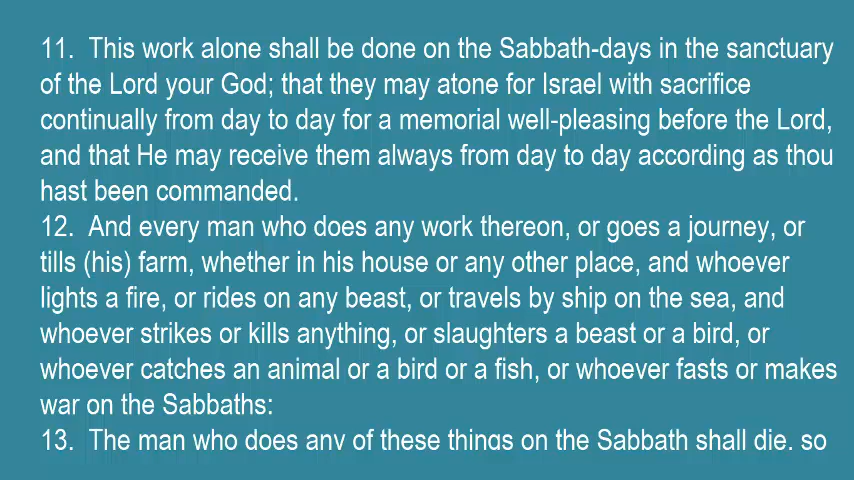 11.  This work alone shall be done on the Sabbath-days in the sanctuary
of the Lord your God; that they may atone for Israel with sacrifice
continually from day to day for a memorial well-pleasing before the Lord,
and that He may receive them always from day to day according as thou
hast been commanded.
12.  And every man who does any work thereon, or goes a journey, or
tills (his) farm, whether in his house or any other place, and whoever
lights a fire, or rides on any beast, or travels by ship on the sea, and
whoever strikes or kills anything, or slaughters a beast or a bird, or
whoever catches an animal or a bird or a fish, or whoever fasts or makes
war on the Sabbaths:
13.  The man who does any of these things on the Sabbath shall die, so